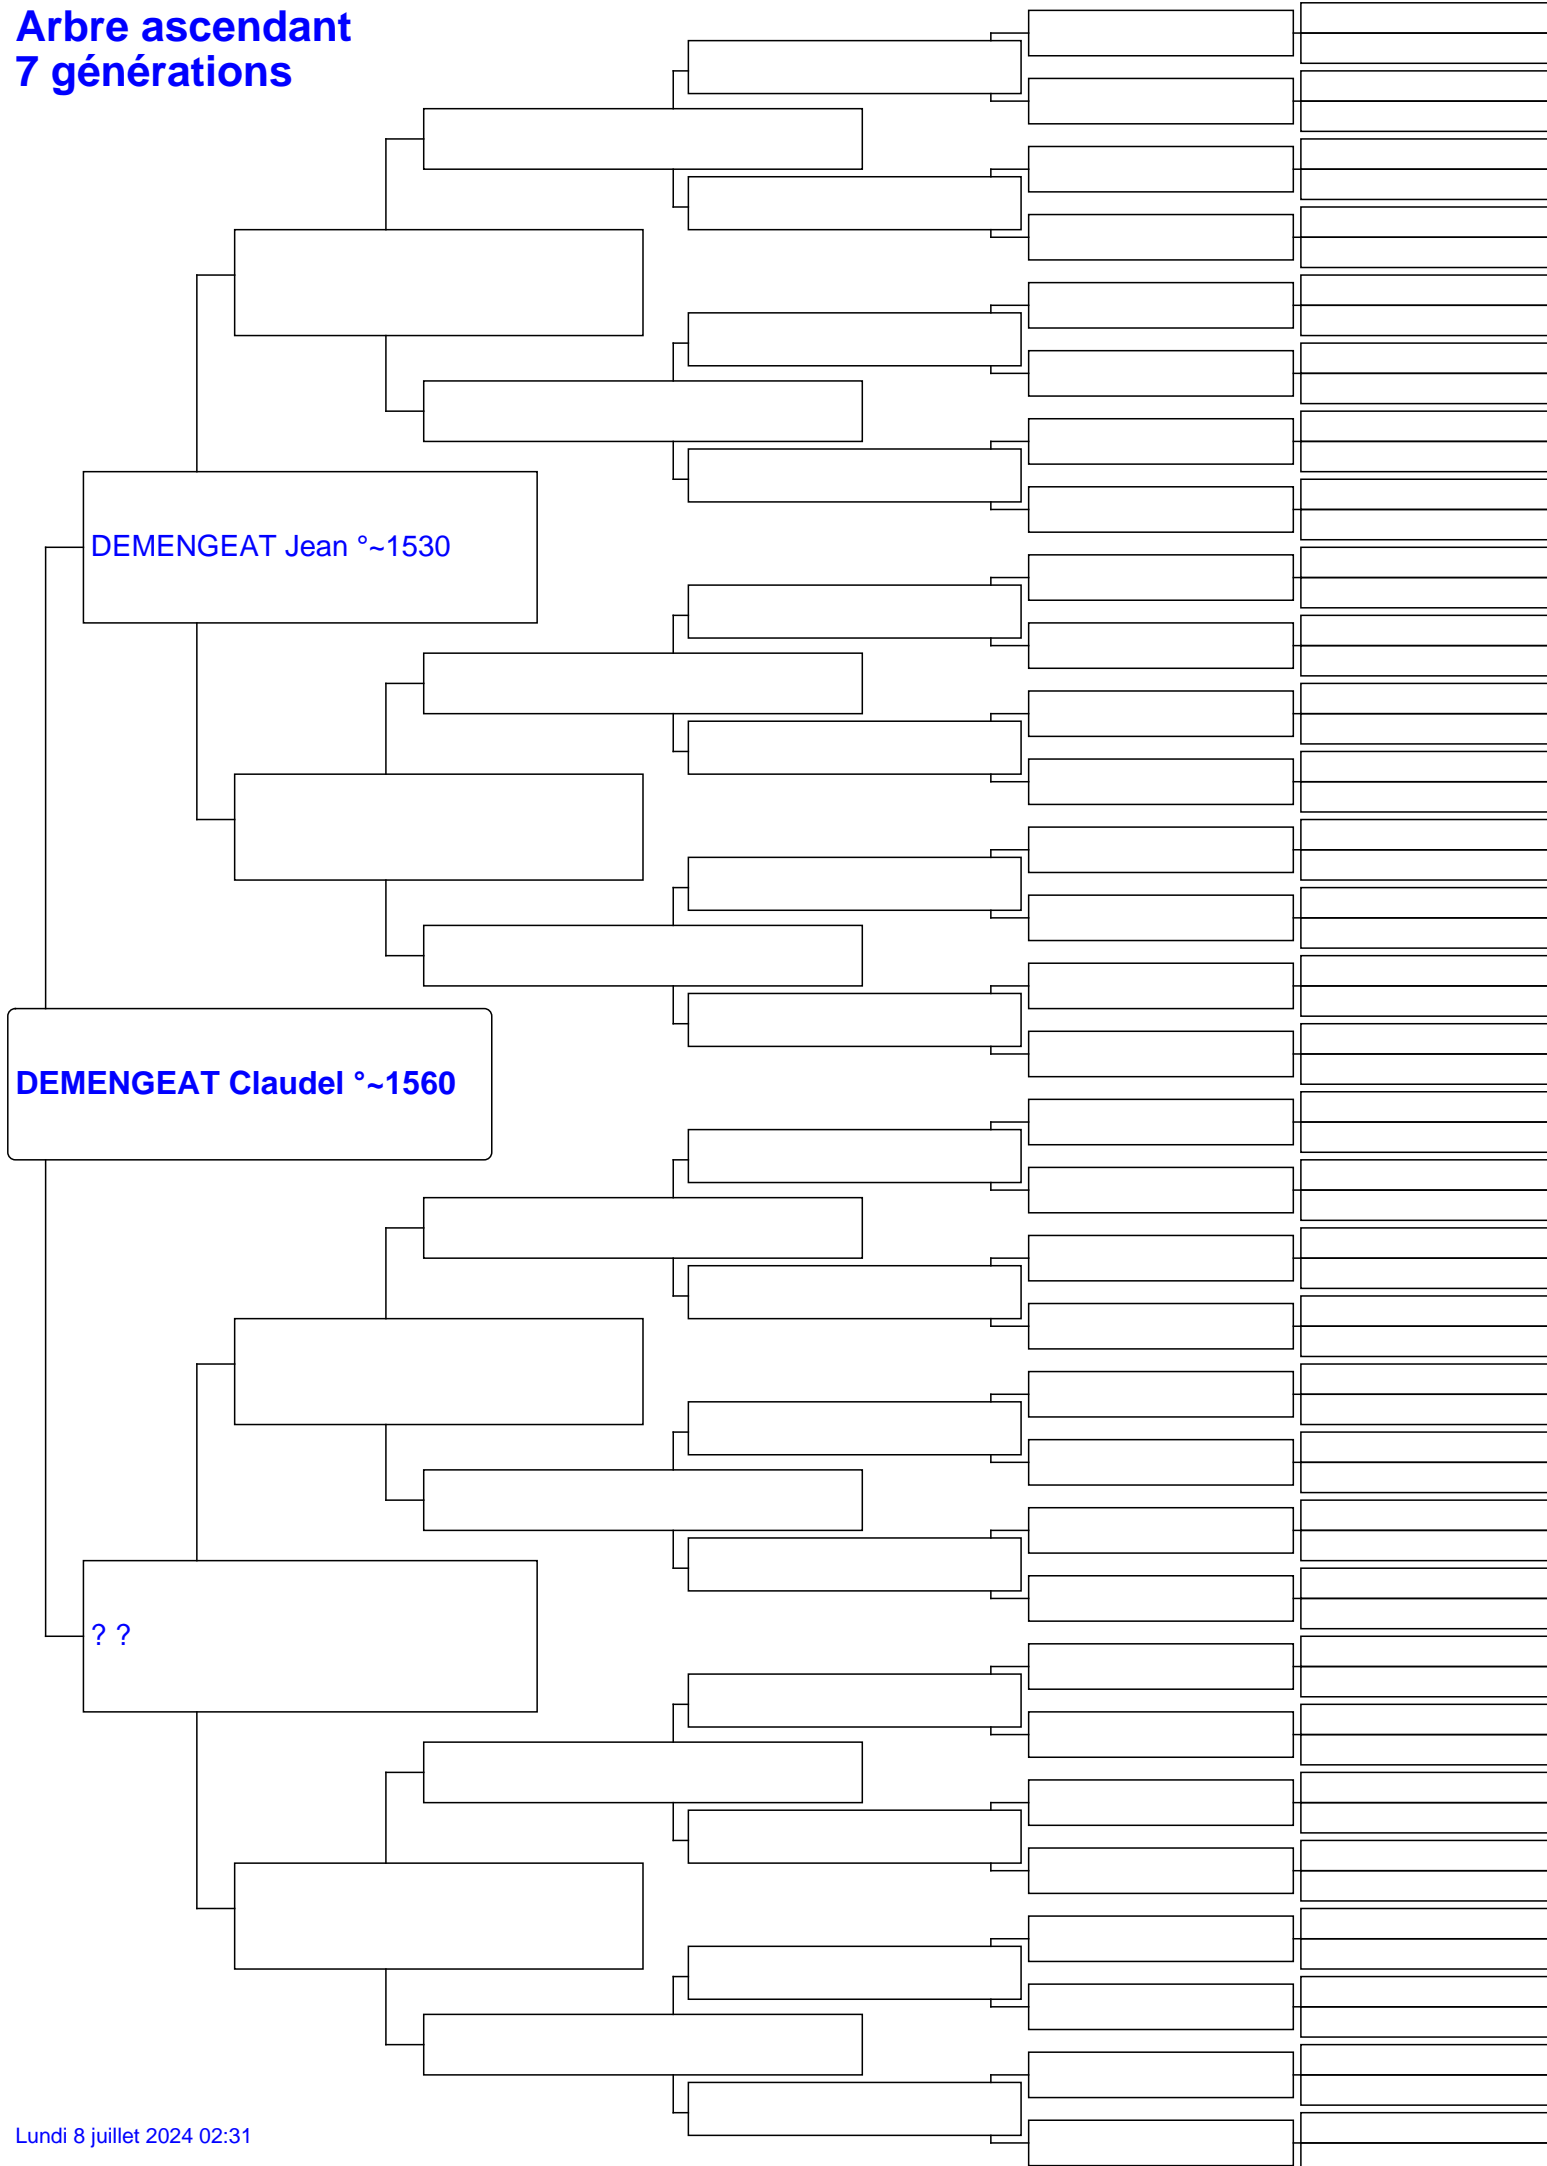 Arbre ascendant
7 générations
DEMENGEAT Jean °~1530
DEMENGEAT Claudel °~1560
? ?
Lundi 8 juillet 2024 02:31